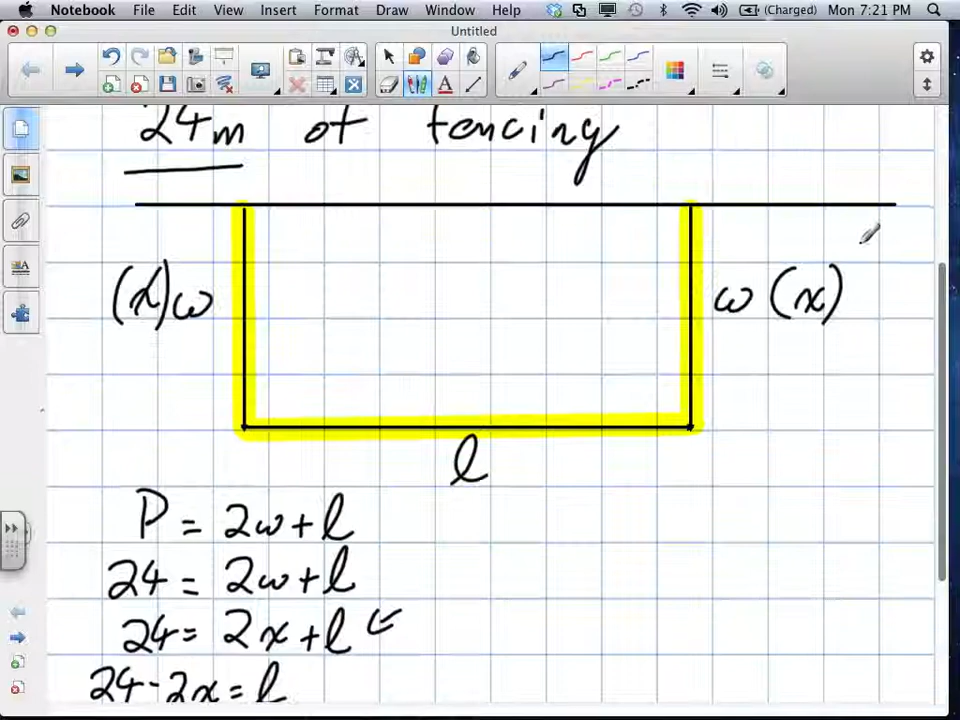 Notebook File Edit View Insert Format Draw Window Help (Charged) Mon 7:21 PM
Untitled
24m of fencing
(x)w
w (x)
l
P = 2w+l
24 = 2w+l
24= 2x+l ←
24-2x=l